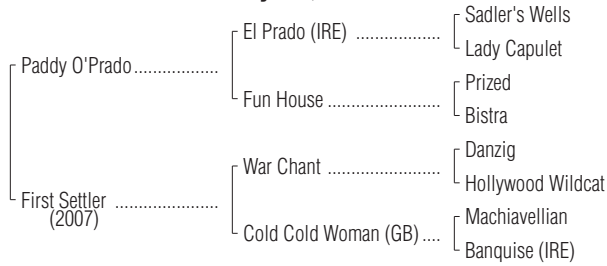 Sadler's Wells
El Prado (IRE) ..................
Lady Capulet
Paddy O'Prado..................
Prized
Fun House ........................
Bistra
Danzig
War Chant ........................
Hollywood Wildcat
First Settler ......................
(2007)
Machiavellian
Cold Cold Woman (GB) ....
Banquise (IRE)